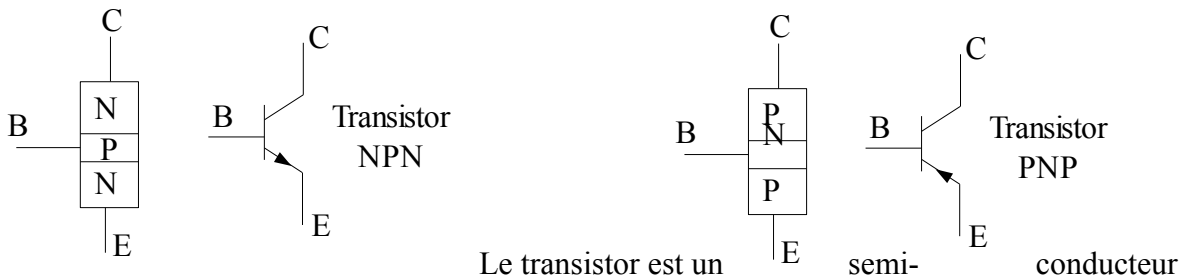 C
C
N
B
P
N
E
B
C
E
Transistor
NPN
P
N
B
P
E
B
C
E
Transistor
PNP
Le transistor est un semi- conducteur